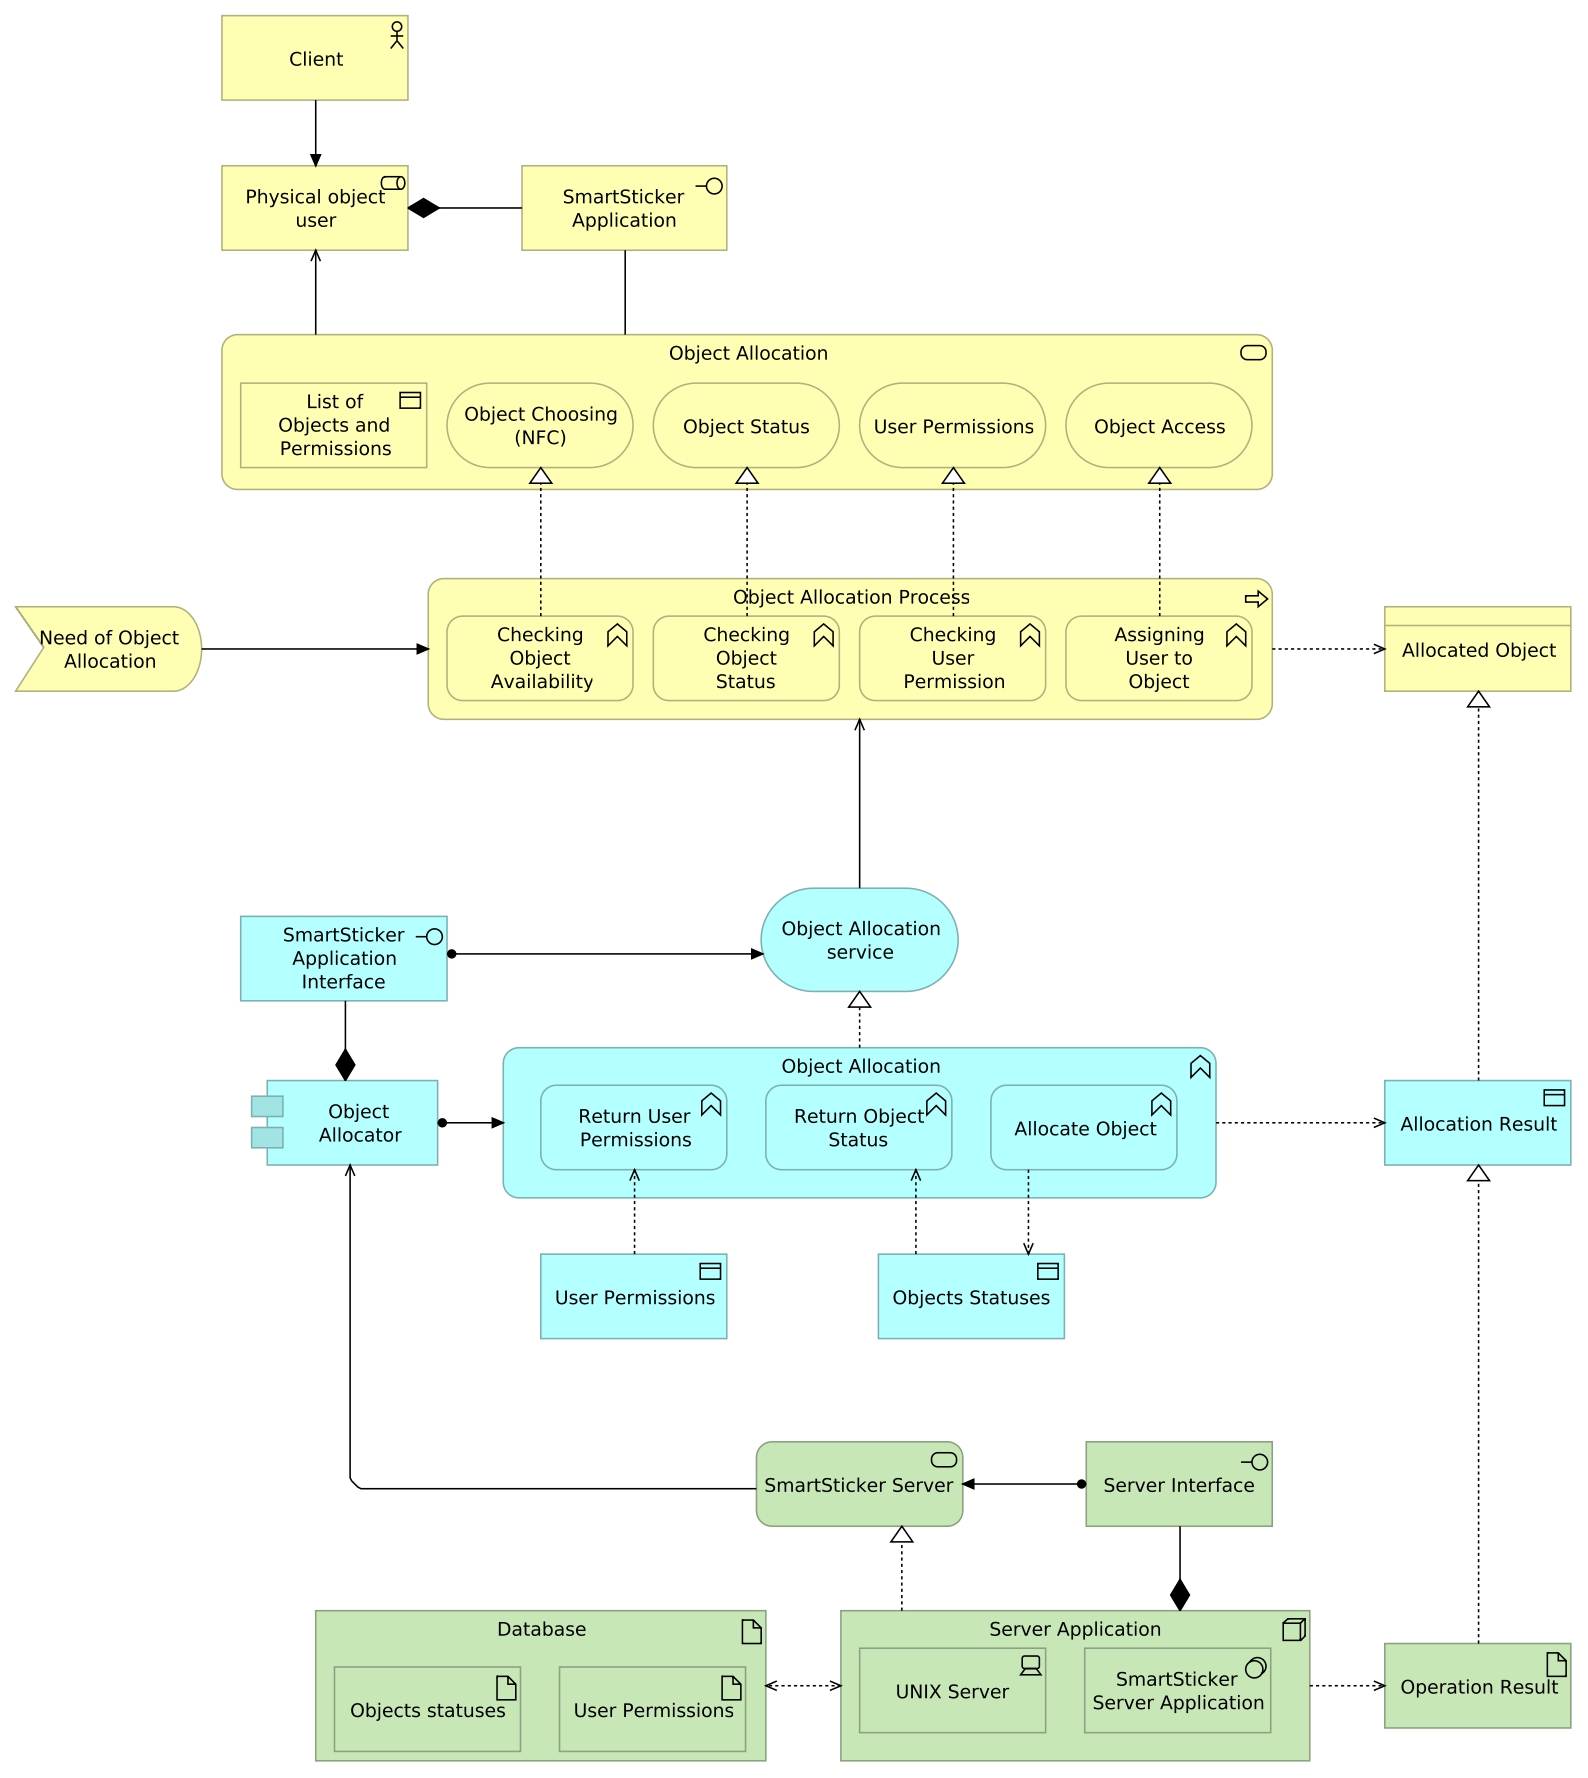 Client
Physical object
user
SmartSticker
Application
Object Allocation
List of
Objects and
Permissions
Object Choosing
(NFC)
Object Status
User Permissions
Object Access
Need of Object
Allocation
Object Allocation Process
Checking
Object
Availability
Checking
Object
Status
Checking
User
Permission
Assigning
User to
Object
Allocated Object
Object Allocation
service
SmartSticker
Application
Interface
Object
Allocator
Object Allocation
Return User
Permissions
Return Object
Status
Allocate Object
Allocation Result
User Permissions
Objects Statuses
SmartSticker Server
Server Interface
Database
Objects statuses
User Permissions
Server Application
UNIX Server
SmartSticker
Server Application
Operation Result